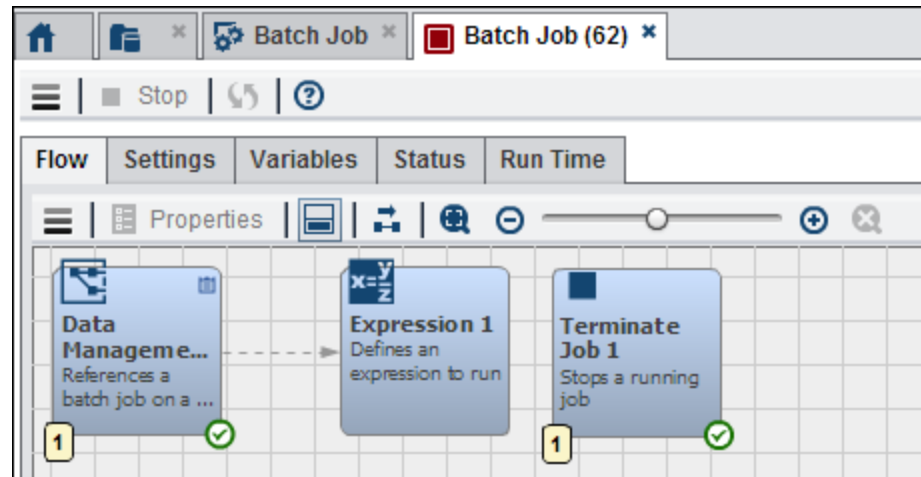 Batch Job
Batch Job (62)
Stop
Flow
Settings
Variables
Status
Run Time
Properties
x=y/z
Data
Manageme...
References a
batch job on a ...
1
Expression 1
Defines an
expression to run
Terminate
Job 1
Stops a running
job
1